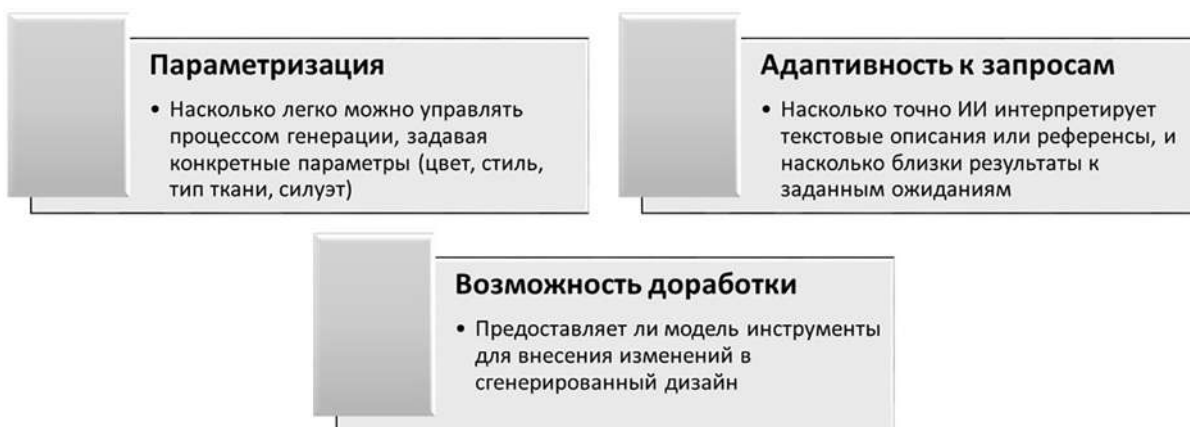 Параметризация
• Насколько легко можно управлять
процессом генерации, задавая
конкретные параметры (цвет, стиль,
тип ткани, силуэт)
Адаптивность к запросам
• Насколько точно ИИ интерпретирует
текстовые описания или референсы, и
насколько близки результаты к
заданным ожиданиям
Возможность доработки
• Предоставляет ли модель инструменты
для внесения изменений в
сгенерированный дизайн